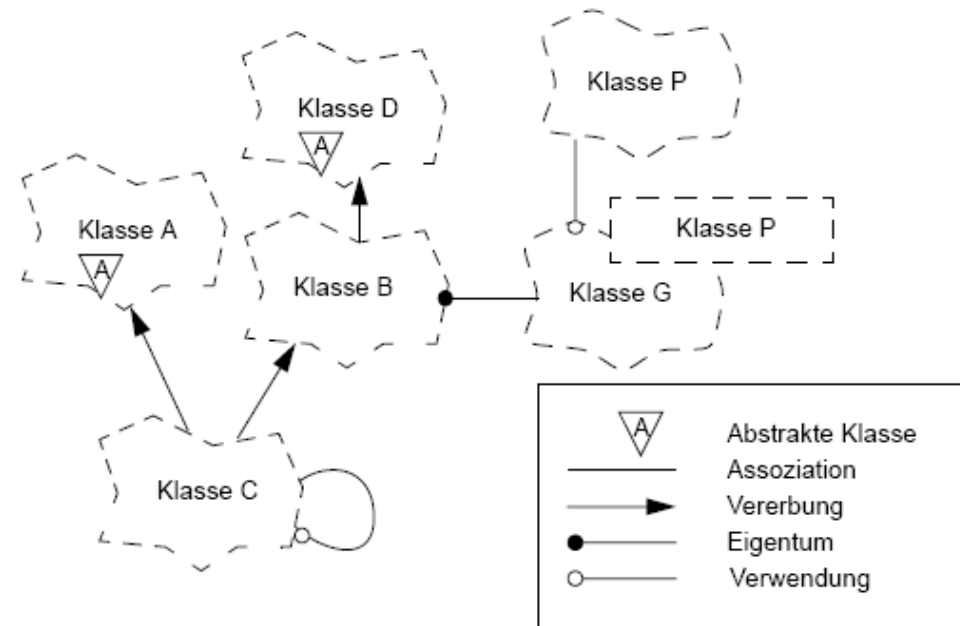 Klasse P
Klasse D
A
Klasse P
Klasse A
A
Klasse B
Klasse G
Klasse C
A
Abstrakte Klasse
Assoziation
Vererbung
Eigentum
Verwendung